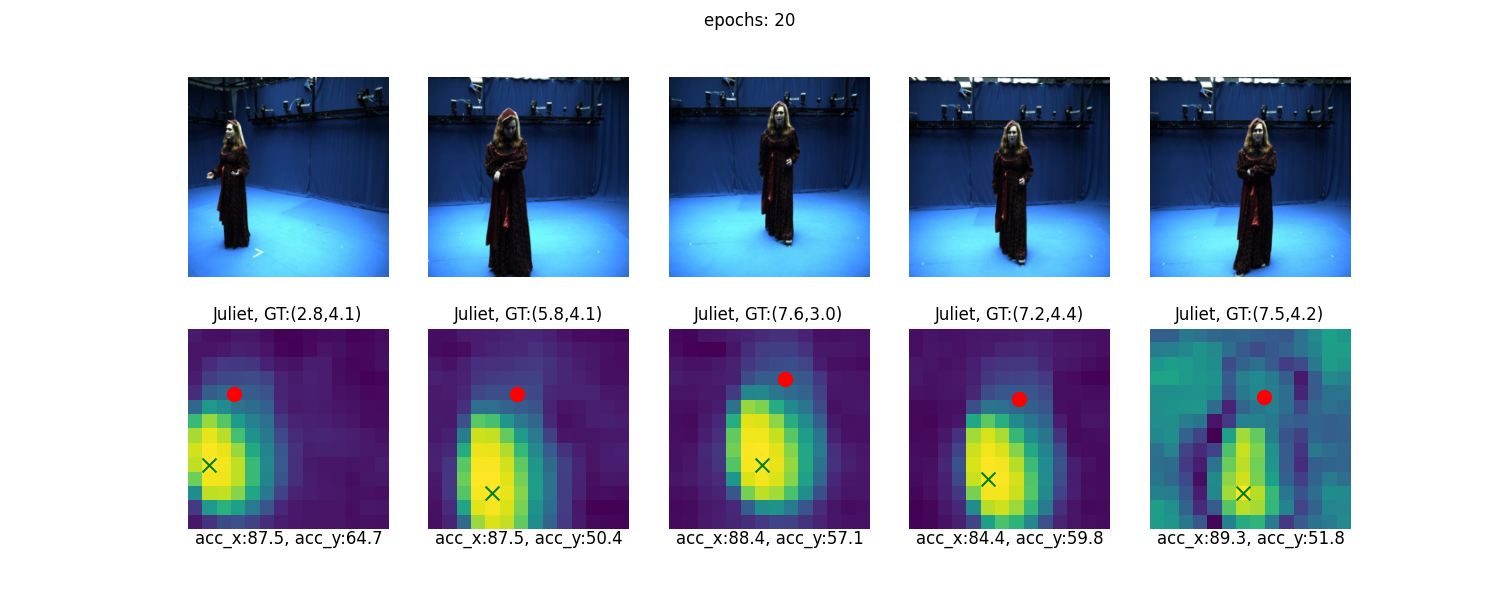 epochs: 20
Juliet, GT:(2.8,4.1)
Juliet, GT:(5.8,4.1)
Juliet, GT:(7.6,3.0)
Juliet, GT:(7.2,4.4)
Juliet, GT:(7.5,4.2)
acc_x:87.5, acc_y:64.7
acc_x:87.5, acc_y:50.4
acc_x:88.4, acc_y:57.1
acc_x:84.4, acc_y:59.8
acc_x:89.3, acc_y:51.8